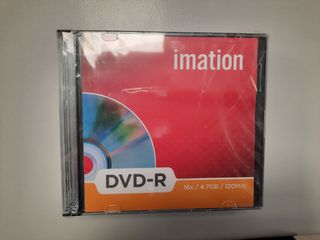 imation
DVD-R
16x / 4.7GB / 120Min